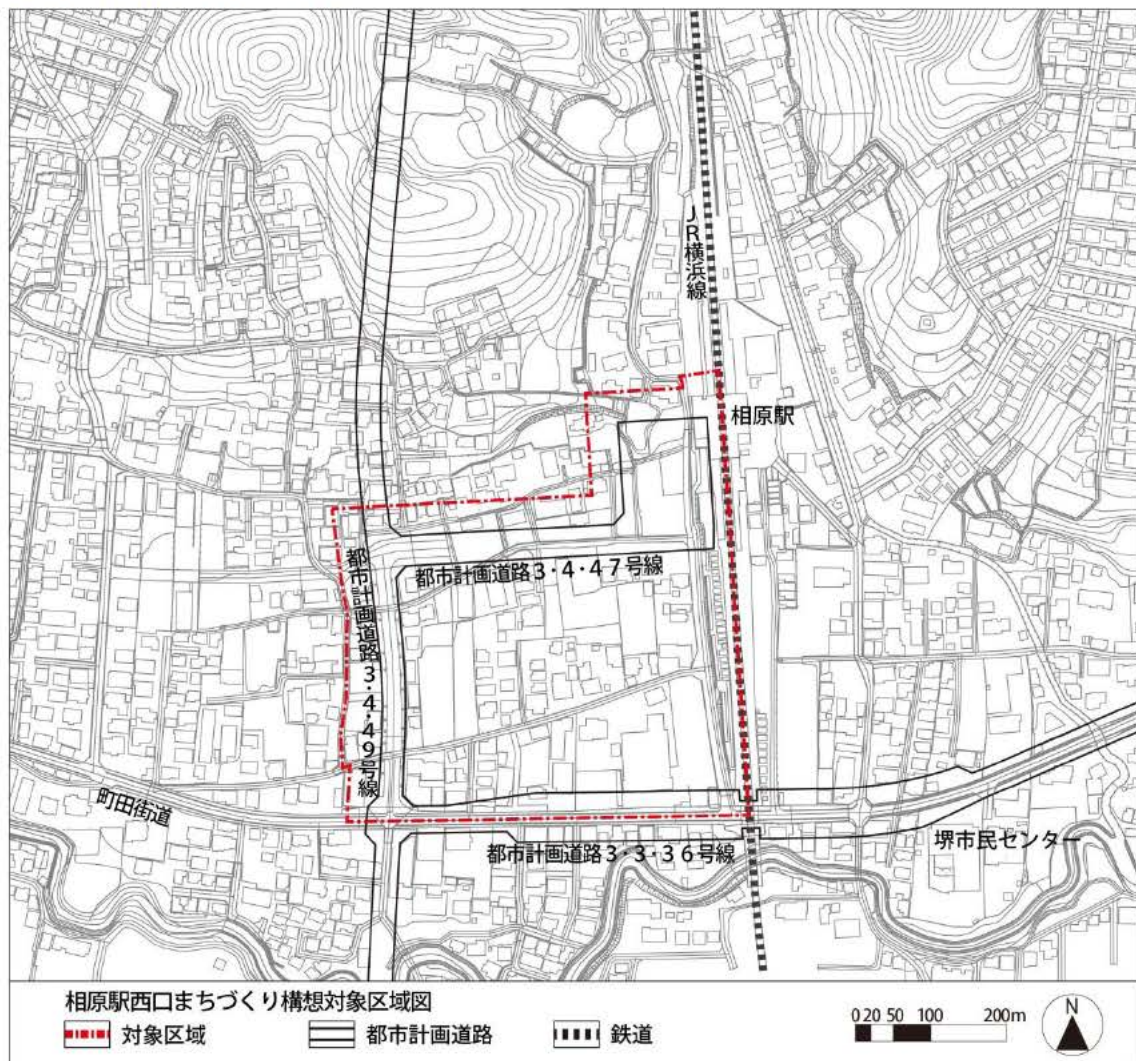 JR横浜線
相原駅
都市計画道路3・4・47号線
都市計画道路3・4・49号線
町田街道
都市計画道路3・3・36号線
堺市民センター
相原駅西口まちづくり構想対象区域図
対象区域
都市計画道路
鉄道
0 20 50 100 200m
N